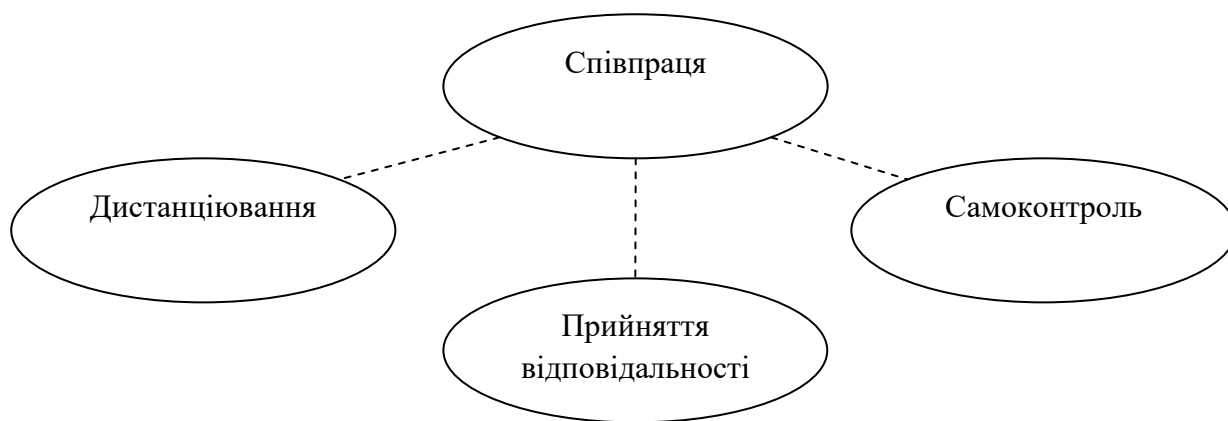 Співпраця
Дистанціювання
Самоконтроль
Прийняття
відповідальності